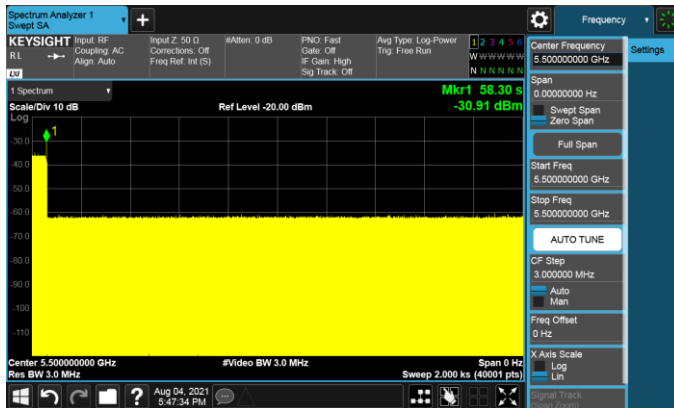 Spectrum Analyzer 1
Swept SA
Frequency
KEYSIGHT
RL
Input: RF
Coupling: AC
Align: Auto
Input Z: 50 Ω
Corrections: Off
Freq Ref: Int (S)
#Atten: 0 dB
PNO: Fast
Gate: Off
IF Gain: High
Sig Track: Off
Avg Type: Log-Power
Trig: Free Run
1 2 3 4 5 6
W W W W W W
N N N N N N
LXI
1 Spectrum
Scale/Div 10 dB
Ref Level -20.00 dBm
Mkr1 58.30 s
-30.91 dBm
Log
1
-30.0
-40.0
-50.0
-60.0
-70.0
-80.0
-90.0
-100
-110
Center 5.500000000 GHz
#Video BW 3.0 MHz
Span 0 Hz
Res BW 3.0 MHz
Sweep 2.000 ks (40001 pts)
Aug 04, 2021
5:47:34 PM
Center Frequency
5.500000000 GHz
Settings
Span
0.00000000 Hz
Swept Span
Zero Span
Full Span
Start Freq
5.500000000 GHz
Stop Freq
5.500000000 GHz
AUTO TUNE
CF Step
3.000000 MHz
Auto
Man
Freq Offset
0 Hz
X Axis Scale
Log
Lin
Signal Track
(Span Zoom)